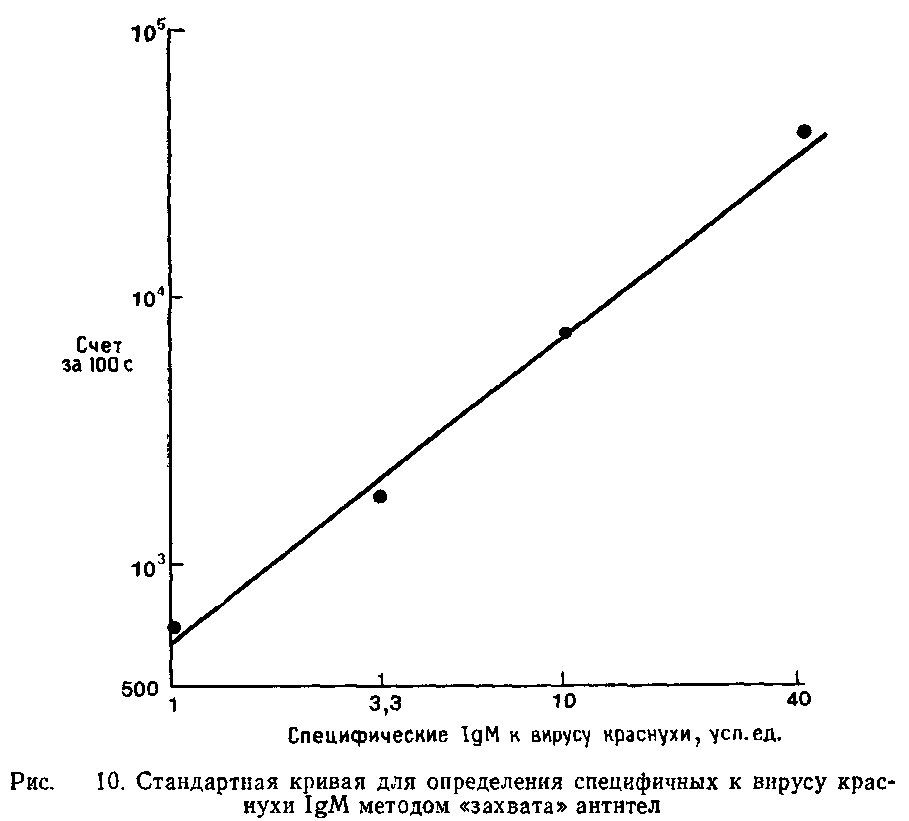 10⁵
10⁴
Счет
за 100 с
10³
500
1 3,3 10 40
Специфические IgM к вирусу краснухи, усл. ед.
Рис. 10. Стандартная кривая для определения специфичных к вирусу крас-
нухи IgM методом «захвата» антител